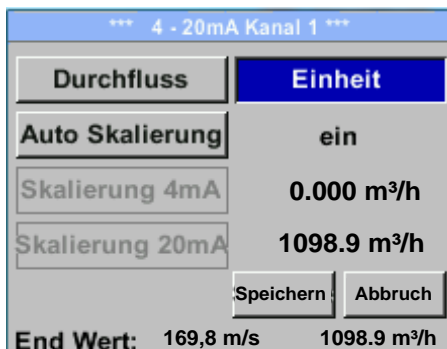 *** 4 - 20mA Kanal 1 ***
Durchfluss Einheit
Auto Skalierung ein
Skalierung 4mA 0.000 m³/h
Skalierung 20mA 1098.9 m³/h
Speichern Abbruch
End Wert: 169,8 m/s 1098.9 m³/h